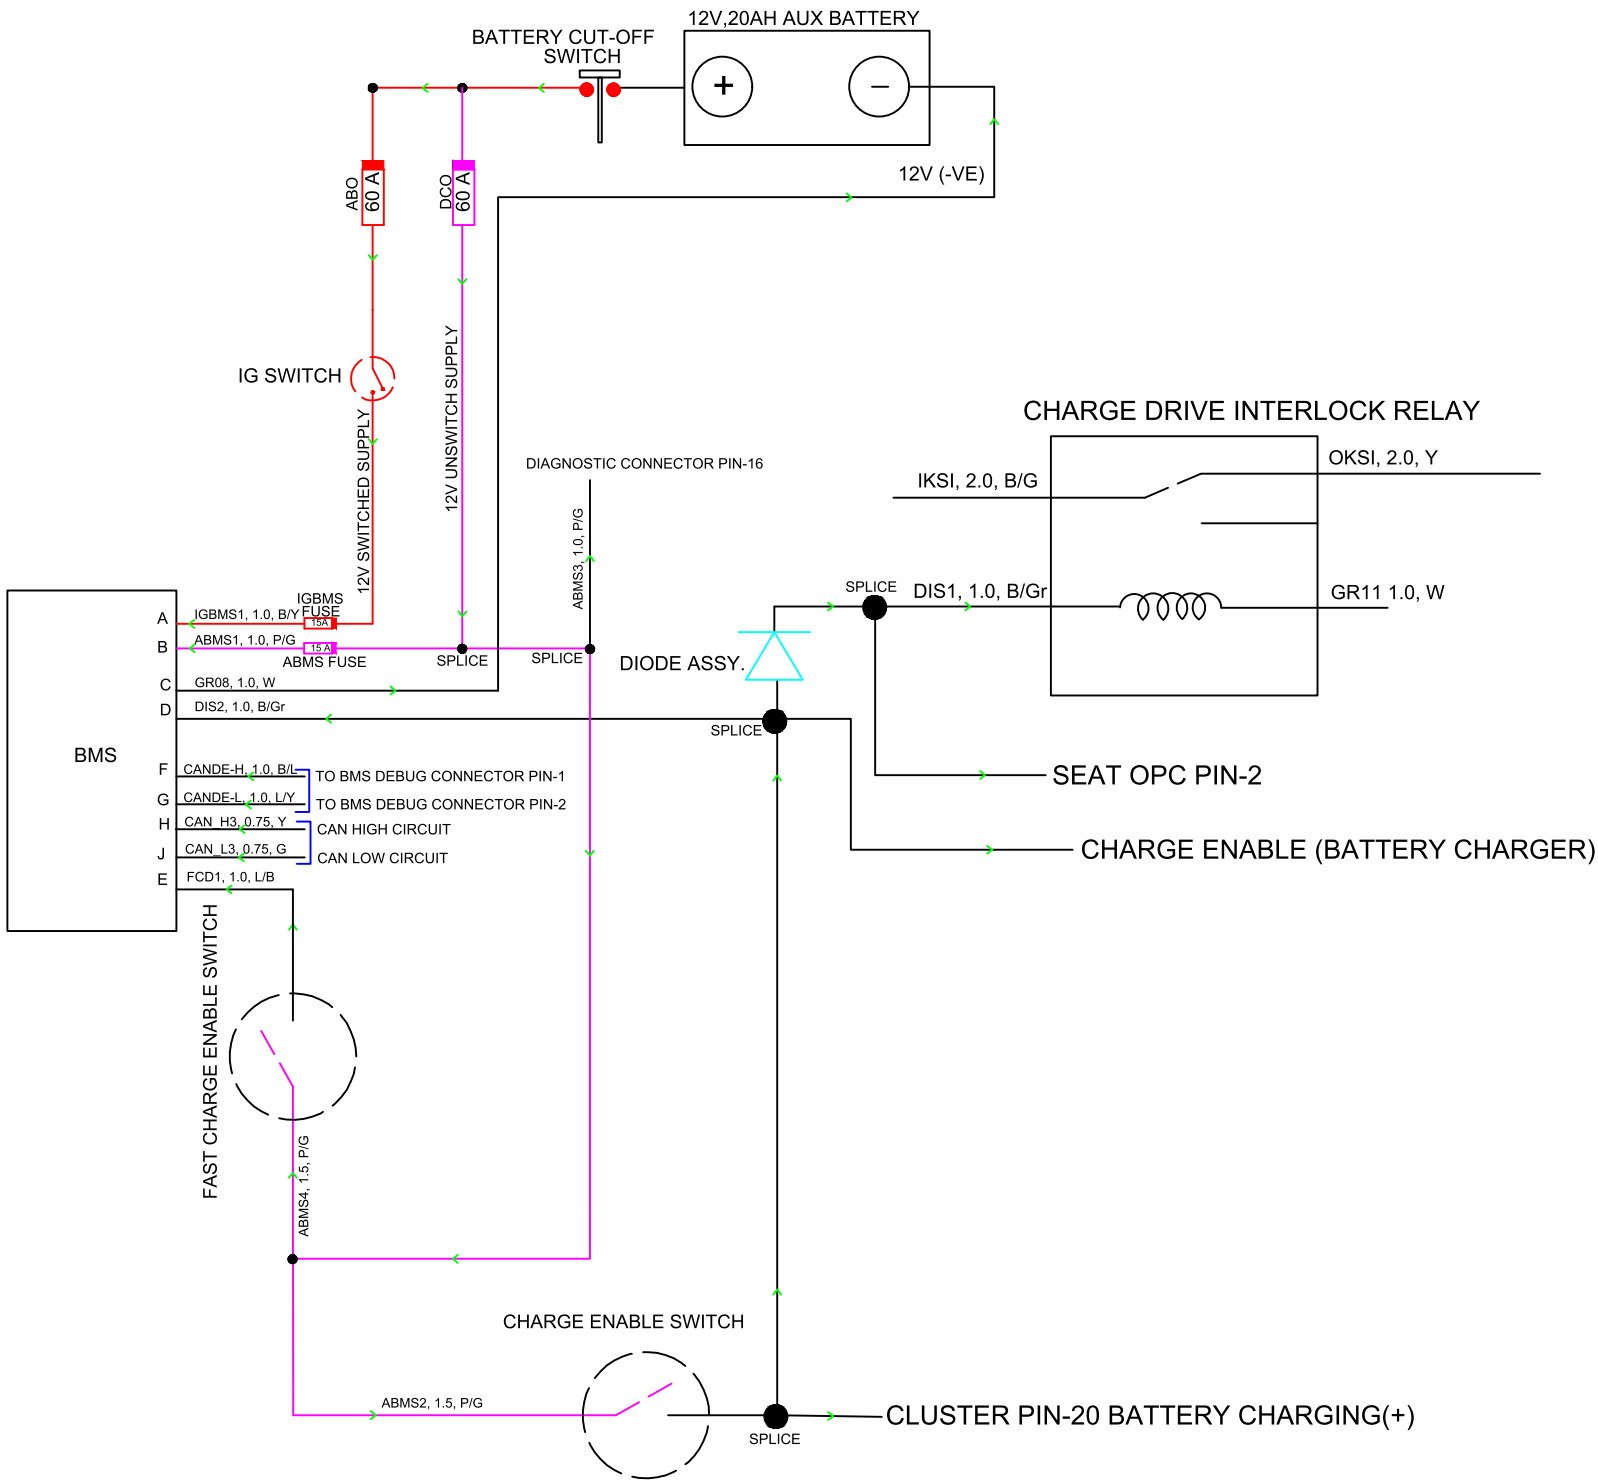 12V,20AH AUX BATTERY
BATTERY CUT-OFF
SWITCH
+
−
12V (-VE)
ABO
60 A
DCO
60 A
IG SWITCH
12V SWITCHED SUPPLY
12V UNSWITCH SUPPLY
DIAGNOSTIC CONNECTOR PIN-16
ABMS3, 1.0, P/G
CHARGE DRIVE INTERLOCK RELAY
IKSI, 2.0, B/G
OKSI, 2.0, Y
SPLICE
DIS1, 1.0, B/Gr
GR11 1.0, W
DIODE ASSY.
SPLICE
SEAT OPC PIN-2
CHARGE ENABLE (BATTERY CHARGER)
BMS
A
IGBMS1, 1.0, B/Y
IGBMS
FUSE
15A
B
ABMS1, 1.0, P/G
15 A
ABMS FUSE
SPLICE
SPLICE
C
GR08, 1.0, W
D
DIS2, 1.0, B/Gr
F
CANDE-H, 1.0, B/L
TO BMS DEBUG CONNECTOR PIN-1
G
CANDE-L, 1.0, L/Y
TO BMS DEBUG CONNECTOR PIN-2
H
CAN_H3, 0.75, Y
CAN HIGH CIRCUIT
J
CAN_L3, 0.75, G
CAN LOW CIRCUIT
E
FCD1, 1.0, L/B
FAST CHARGE ENABLE SWITCH
ABMS4, 1.5, P/G
CHARGE ENABLE SWITCH
ABMS2, 1.5, P/G
CLUSTER PIN-20 BATTERY CHARGING(+)
SPLICE